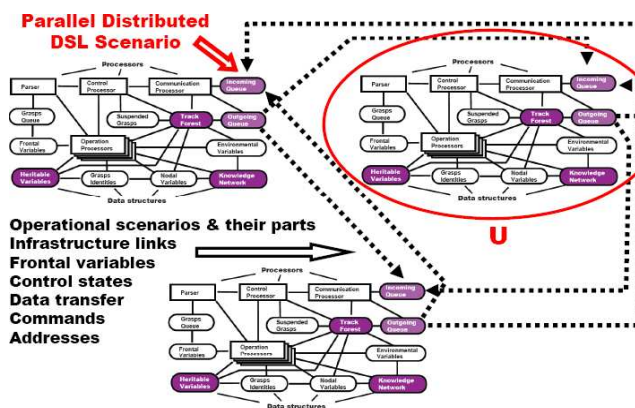 Parallel Distributed
DSL Scenario
Processors
Parser
Control
Processor
Communication
Processor
Incoming
Queue
Grasps
Queue
Suspended
Grasps
Track
Forest
Outgoing
Queue
Frontal
Variables
Operation
Processors
Environmental
Variables
Heritable
Variables
Grasps
Identities
Nodal
Variables
Knowledge
Network
Data structures
Processors
Parser
Control
Processor
Communication
Processor
Incoming
Queue
Grasps
Queue
Suspended
Grasps
Track
Forest
Outgoing
Queue
Frontal
Variables
Operation
Processors
Environmental
Variables
Heritable
Variables
Grasps
Identities
Nodal
Variables
Knowledge
Network
Data structures
U
Operational scenarios & their parts
Infrastructure links
Frontal variables
Control states
Data transfer
Commands
Addresses
Processors
Parser
Control
Processor
Communication
Processor
Incoming
Queue
Grasps
Queue
Suspended
Grasps
Track
Forest
Outgoing
Queue
Frontal
Variables
Operation
Processors
Environmental
Variables
Heritable
Variables
Grasps
Identities
Nodal
Variables
Knowledge
Network
Data structures